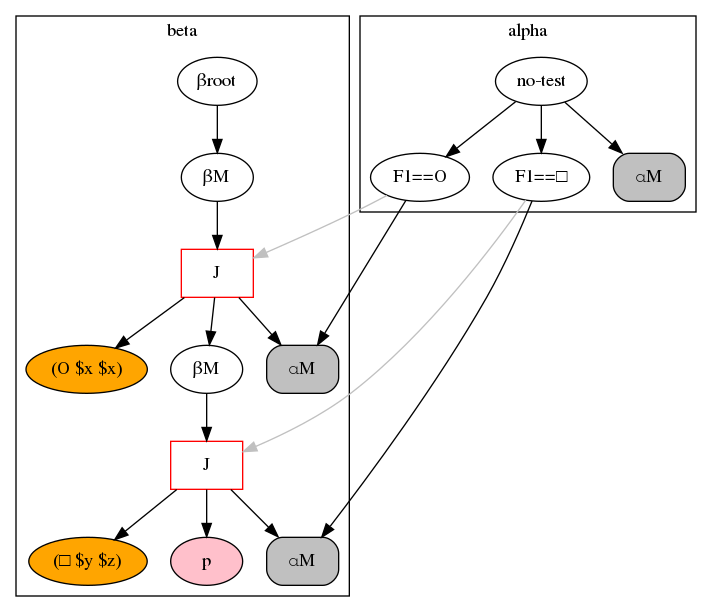 beta
alpha
βroot
no-test
βM
F1==O
F1==□
αM
J
(O $x $x)
βM
αM
J
(□ $y $z)
p
αM